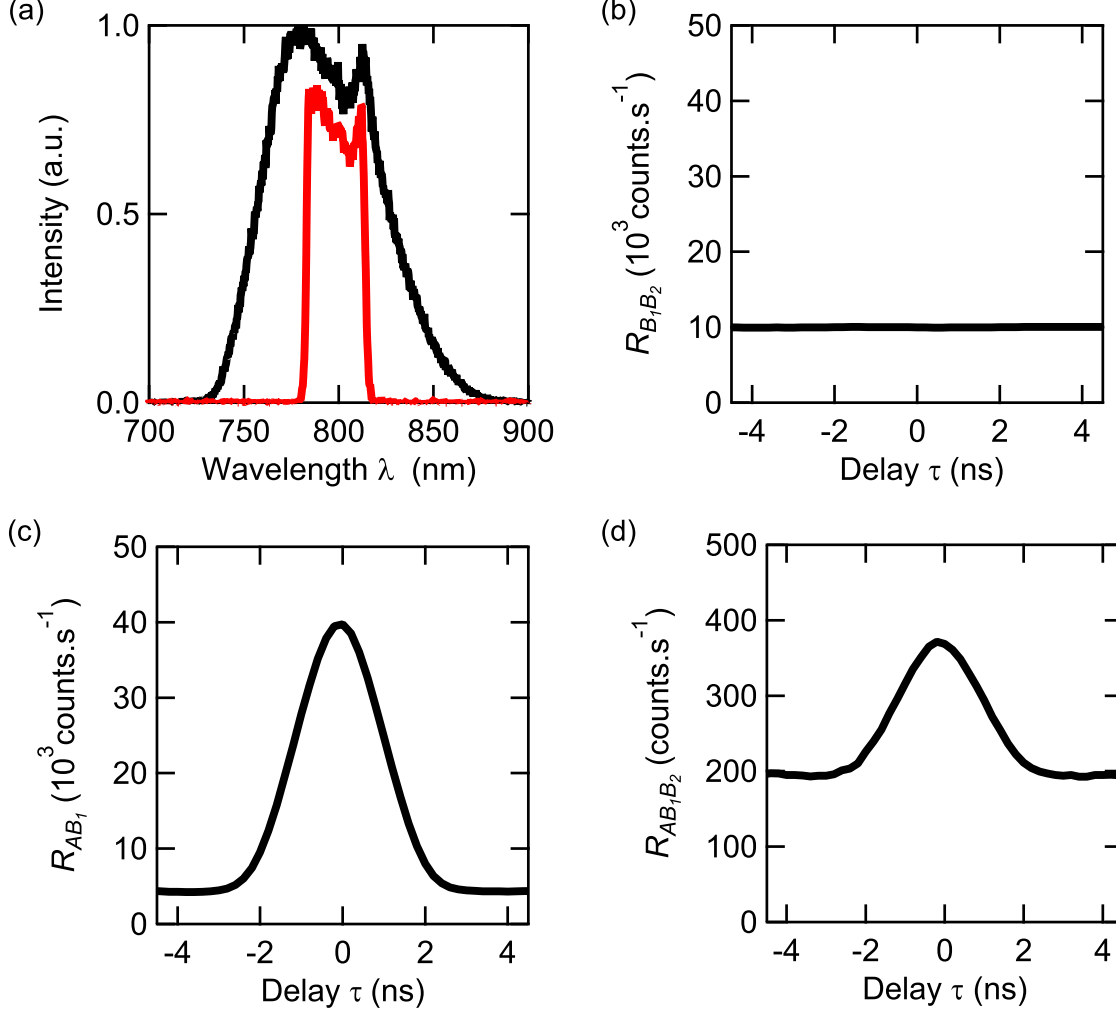 (a)
1.0
0.5
0.0
Intensity (a.u.)
700 750 800 850 900
Wavelength λ (nm)
(b)
50
40
30
20
10
0
R_{B_1B_2} (10^3 counts.s^{-1})
-4 -2 0 2 4
Delay τ (ns)
(c)
50
40
30
20
10
0
R_{AB_1} (10^3 counts.s^{-1})
-4 -2 0 2 4
Delay τ (ns)
(d)
500
400
300
200
100
0
R_{AB_1B_2} (counts.s^{-1})
-4 -2 0 2 4
Delay τ (ns)